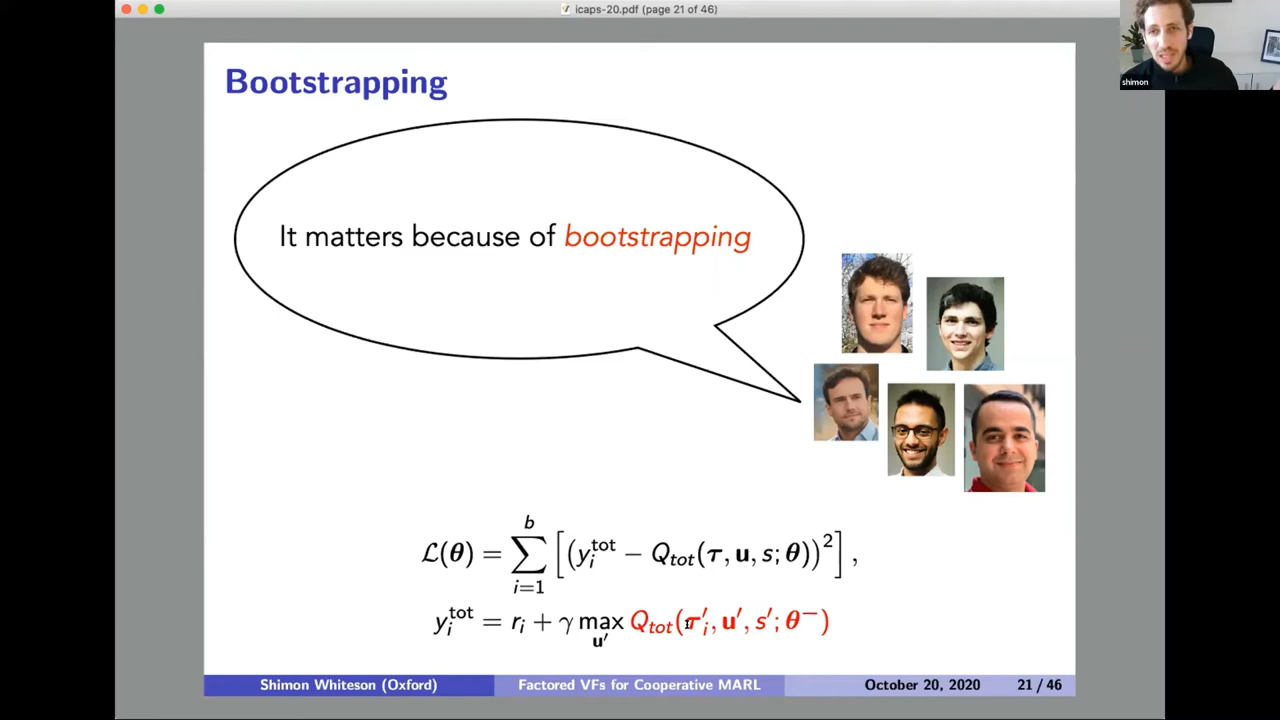 icaps-20.pdf (page 21 of 46)
shimon
Bootstrapping
It matters because of bootstrapping
ℒ(θ) = ∑_{i=1}^{b} [(y_i^{tot} − Q_{tot}(τ, u, s; θ))^2],
y_i^{tot} = r_i + γ max_{u′} Q_{tot}(τ′_i, u′, s′; θ^−)
Shimon Whiteson (Oxford) Factored VFs for Cooperative MARL October 20, 2020 21 / 46